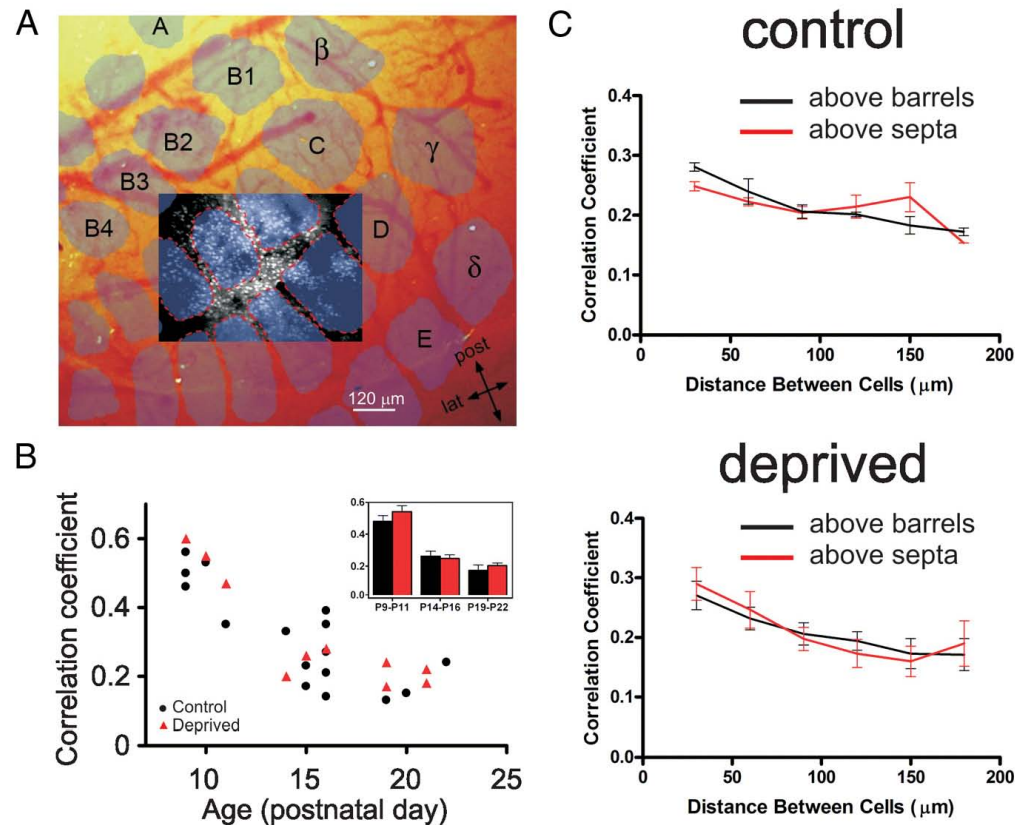 A
A
B1
β
B2
C
γ
B3
B4
D
δ
E
post
lat
120 μm
B
Correlation coefficient
0.6
0.4
0.2
0
10
15
20
25
Age (postnatal day)
Control
Deprived
0.6
0.4
0.2
0.0
P9-P11
P14-P16
P19-P22
C
control
above barrels
above septa
Correlation Coefficient
0.4
0.3
0.2
0.1
0.0
0
50
100
150
200
Distance Between Cells (μm)
deprived
above barrels
above septa
Correlation Coefficient
0.4
0.3
0.2
0.1
0.0
0
50
100
150
200
Distance Between Cells (μm)